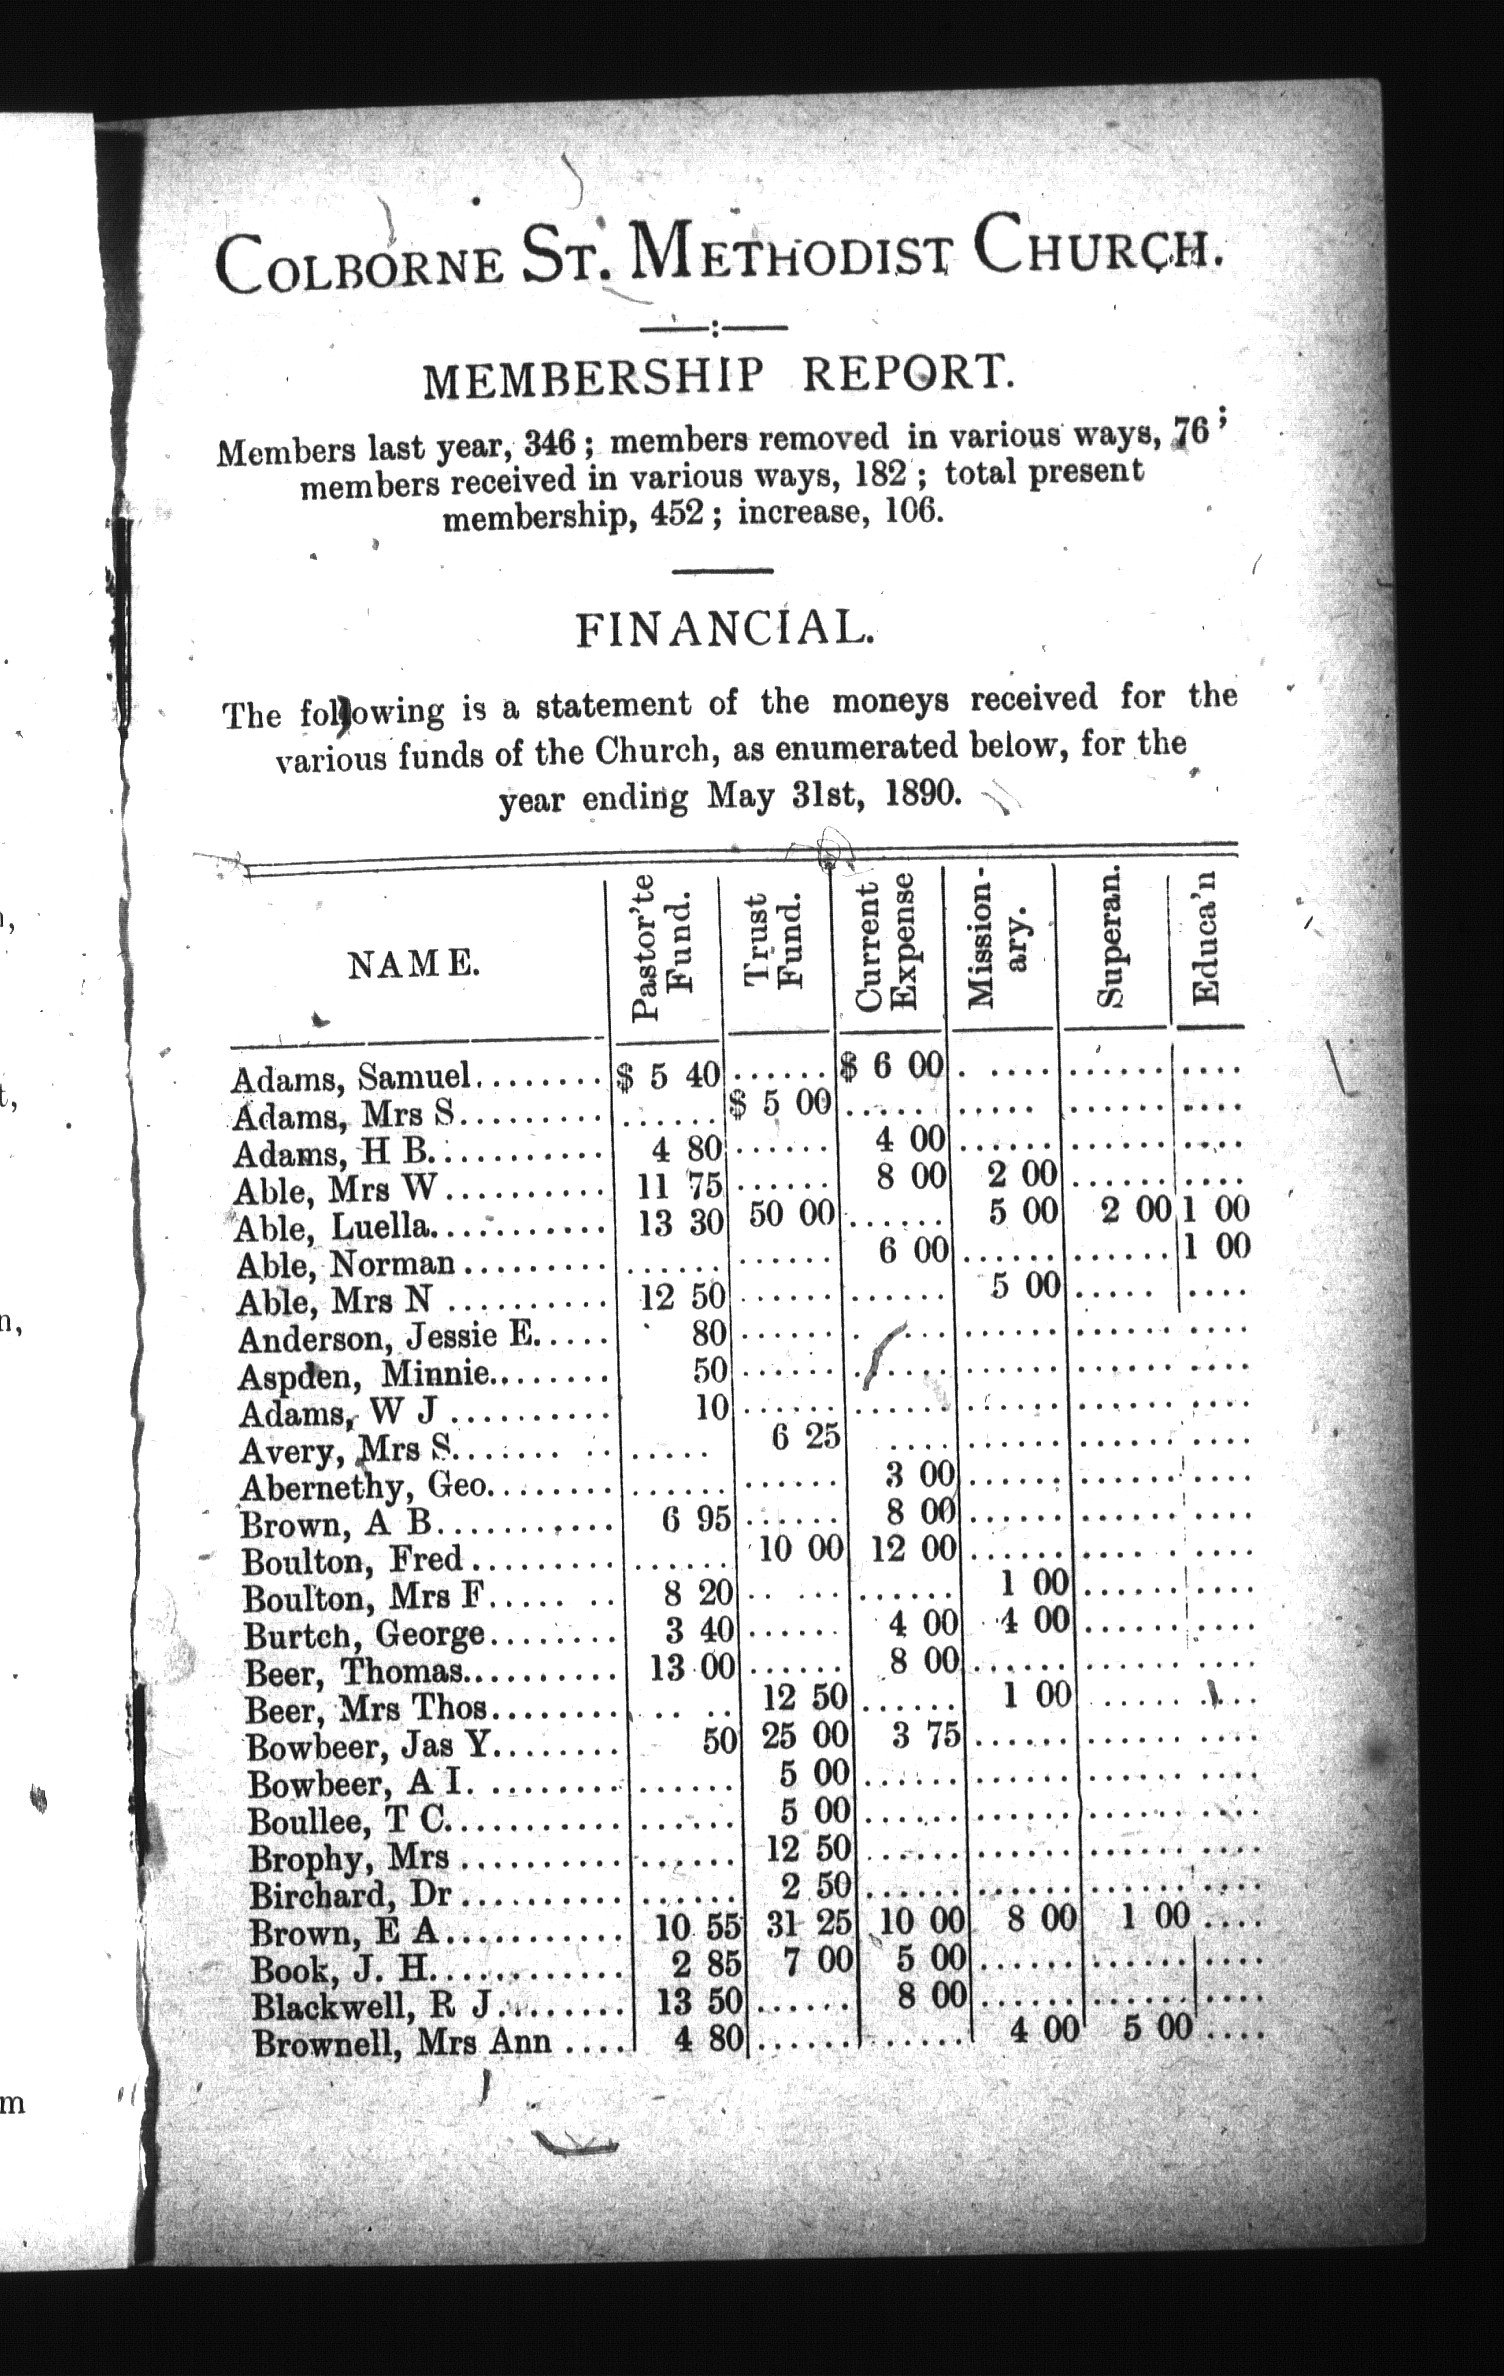 COLBORNE ST. METHODIST CHURCH.
MEMBERSHIP REPORT.
Members last year, 346 ; members removed in various ways, 76 ;
members received in various ways, 182 ; total present
membership, 452 ; increase, 106.
FINANCIAL.
The following is a statement of the moneys received for the
various funds of the Church, as enumerated below, for the
year ending May 31st, 1890.
NAME. Pastor'te Fund. Trust Fund. Current Expense Mission-ary. Superan. Educa'n
Adams, Samuel........ $ 5 40 ...... $ 6 00 ..... ...... ....
Adams, Mrs S......... ...... $ 5 00 ...... ..... ...... ....
Adams, H B........... 4 80 ...... 4 00 ...... ...... ....
Able, Mrs W.......... 11 75 ...... 8 00 2 00 ...... ....
Able, Luella.......... 13 30 50 00 ...... 5 00 2 00 1 00
Able, Norman......... ...... ...... 6 00 ...... ...... 1 00
Able, Mrs N .......... 12 50 ...... ...... 5 00 ..... ....
Anderson, Jessie E..... 80 ...... ...... ...... ...... ....
Aspden, Minnie........ 50 ...... ...... ...... ...... ....
Adams, W J .......... 10 ...... ...... ...... ...... ....
Avery, Mrs S....... .. ..... 6 25 .... ...... ...... ....
Abernethy, Geo........ ...... ...... 3 00 ...... ...... ....
Brown, A B........... 6 95 ...... 8 00 ...... ...... ....
Boulton, Fred......... ...... 10 00 12 00 ...... ..... ....
Boulton, Mrs F..... .. 8 20 .. ... ...... 1 00 ...... ....
Burtch, George........ 3 40 ...... 4 00 4 00 ...... ....
Beer, Thomas.......... 13 00 ...... 8 00 ...... ...... ....
Beer, Mrs Thos........ .. .. 12 50 ...... 1 00 ...... ....
Bowbeer, Jas Y........ 50 25 00 3 75 ...... ...... ....
Bowbeer, A I. ........ ...... 5 00 ...... ...... ...... ....
Boullee, T C........... ...... 5 00 ...... ...... ...... ....
Brophy, Mrs .......... ...... 12 50 ...... ...... ...... ....
Birchard, Dr .......... ...... 2 50 ...... ...... ...... ....
Brown, E A........... 10 55 31 25 10 00 8 00 1 00 ....
Book, J. H............ 2 85 7 00 5 00 ...... ...... ....
Blackwell, R J......... 13 50 ...... 8 00 ...... ...... ....
Brownell, Mrs Ann .... 4 80 ...... ...... 4 00 5 00 ....
m